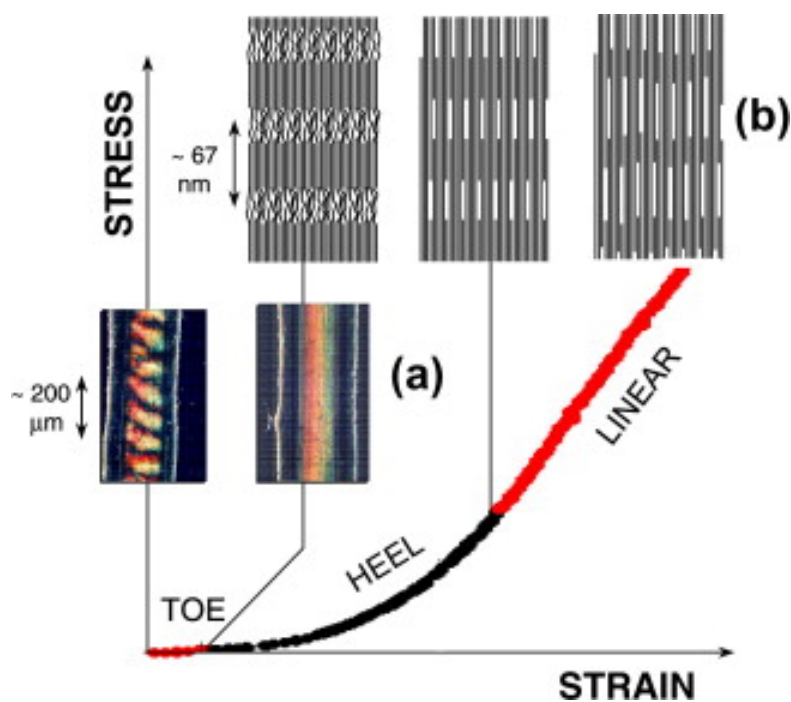 STRESS
~ 67
nm
(b)
~ 200
µm
(a)
TOE
HEEL
LINEAR
STRAIN